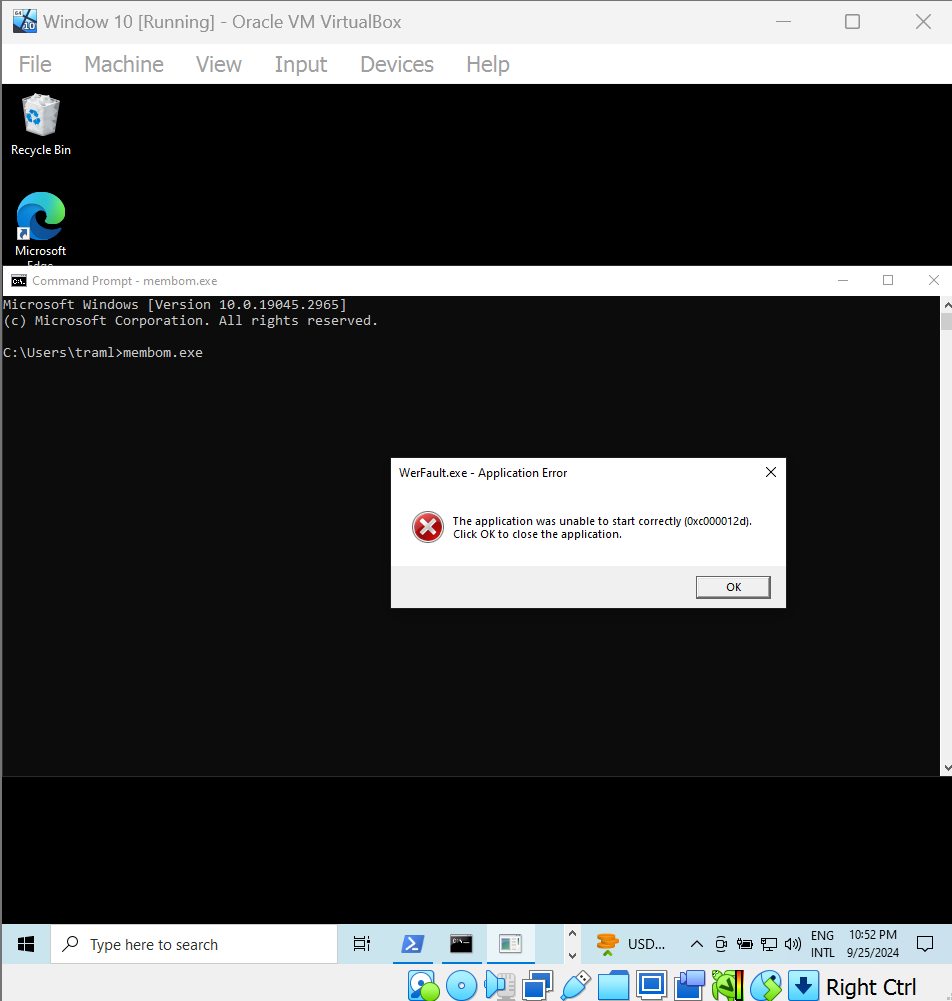 Window 10 [Running] - Oracle VM VirtualBox
File Machine View Input Devices Help
Recycle Bin
Microsoft
Edge
Command Prompt - membom.exe
Microsoft Windows [Version 10.0.19045.2965]
(c) Microsoft Corporation. All rights reserved.
C:\Users\traml>membom.exe
WerFault.exe - Application Error
The application was unable to start correctly (0xc000012d).
Click OK to close the application.
OK
Type here to search
USD...
ENG
INTL
10:52 PM
9/25/2024
Right Ctrl